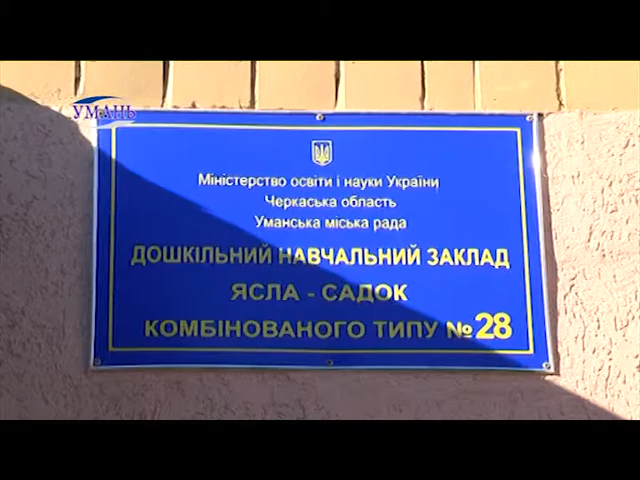 УМАНЬ
Міністерство освіти і науки України
Черкаська область
Уманська міська рада
ДОШКІЛЬНИЙ НАВЧАЛЬНИЙ ЗАКЛАД
ЯСЛА - САДОК
КОМБІНОВАНОГО ТИПУ №28